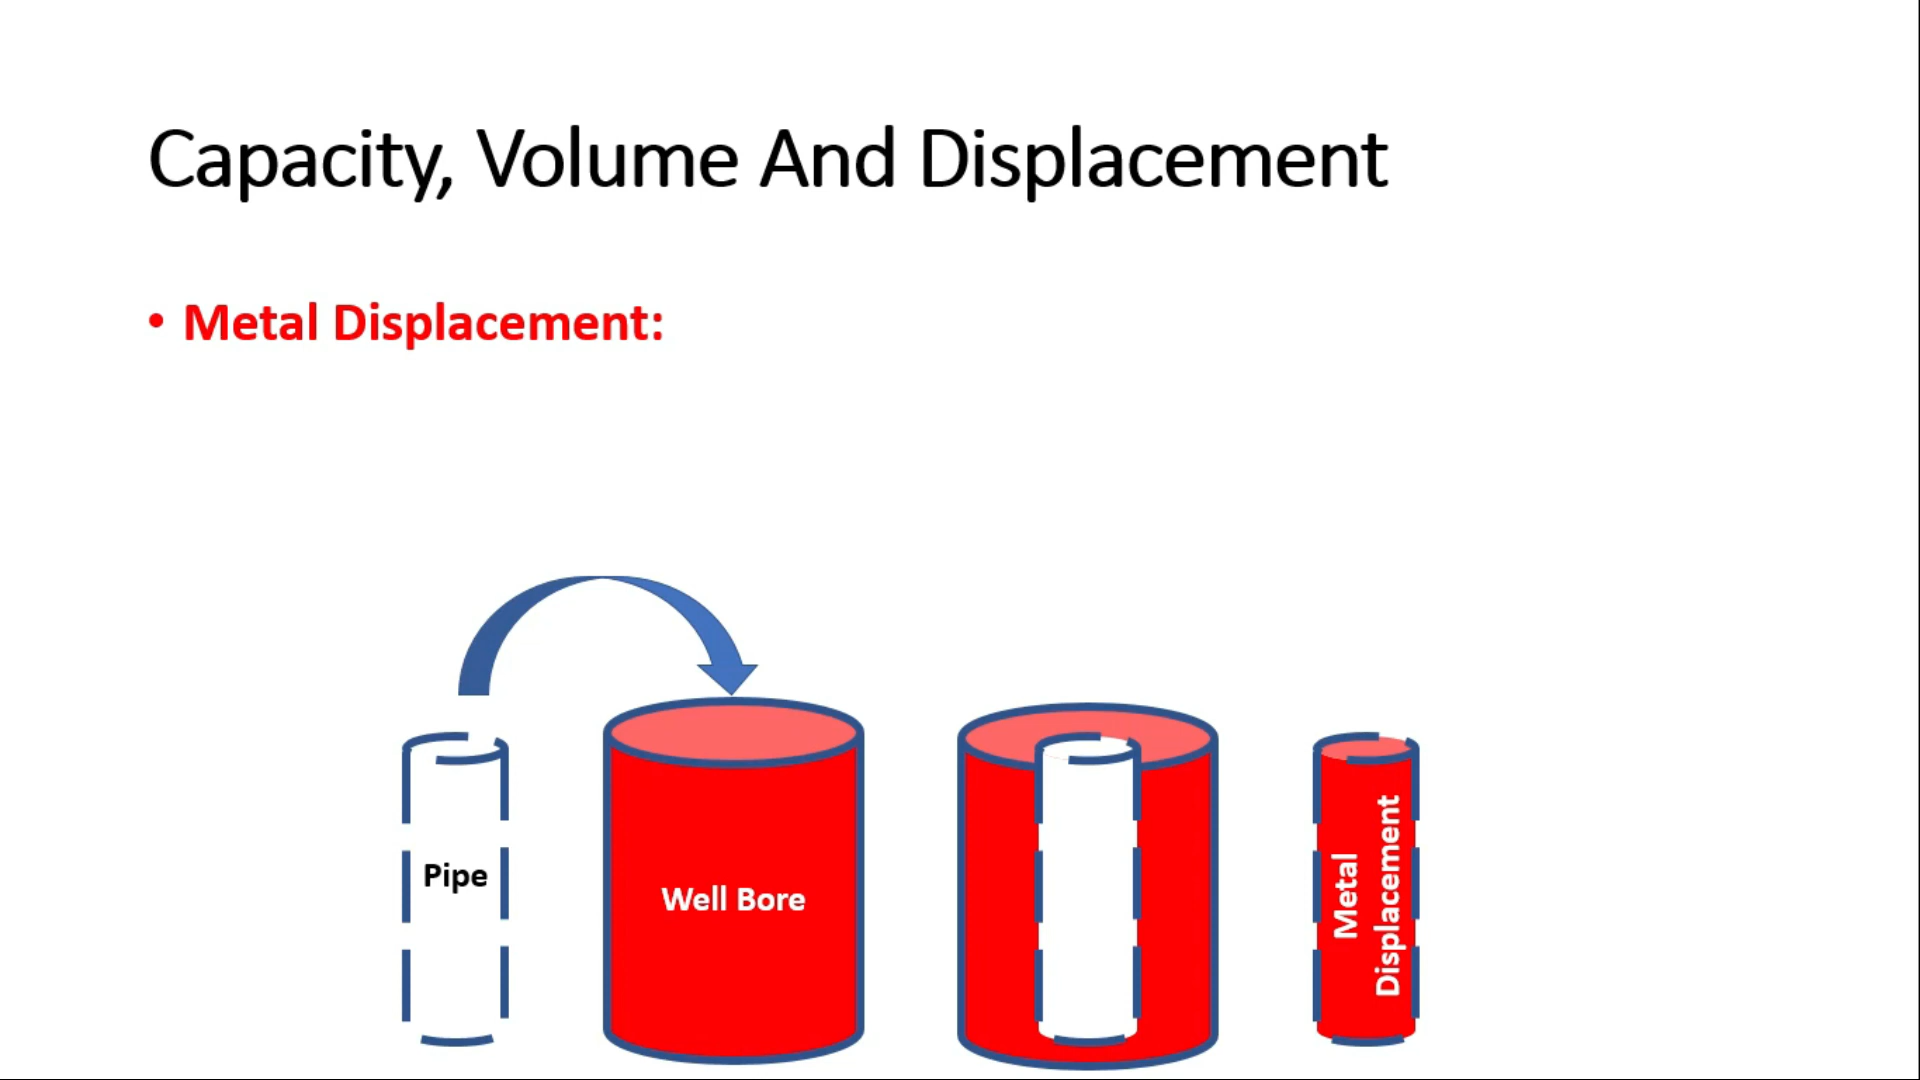 Capacity, Volume And Displacement
• Metal Displacement:
Pipe
Well Bore
Metal
Displacement